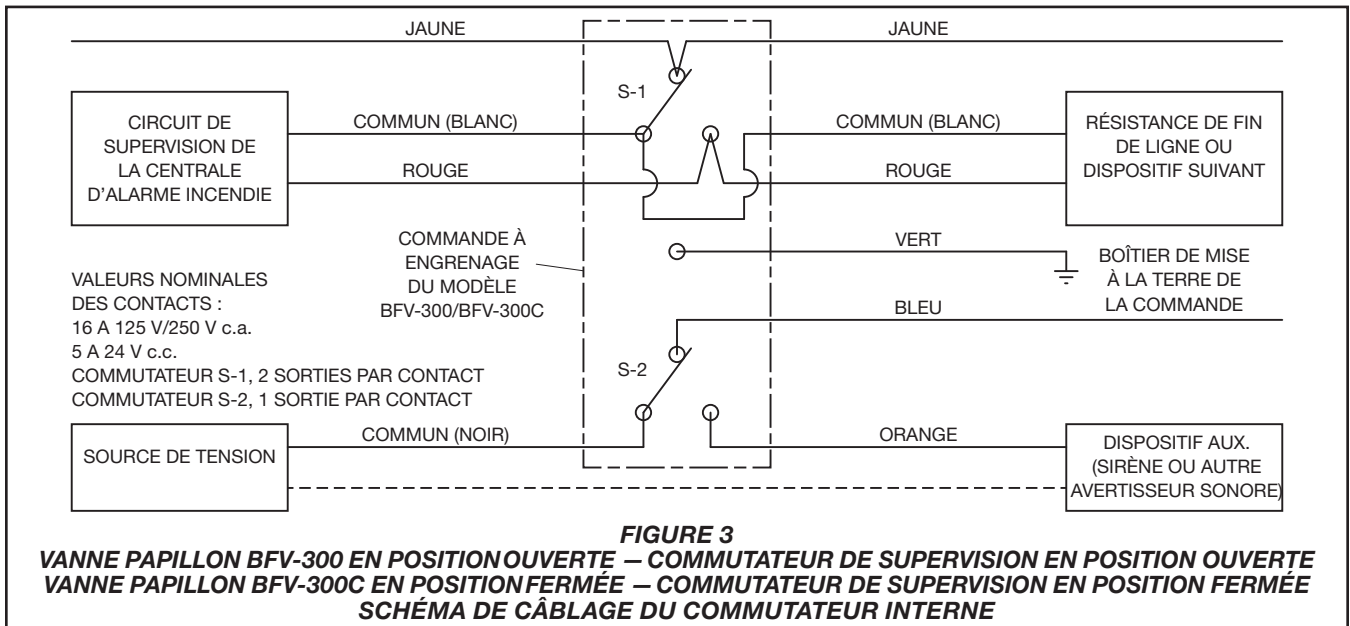 JAUNE
JAUNE
S-1
CIRCUIT DE
SUPERVISION DE
LA CENTRALE
D'ALARME INCENDIE
COMMUN (BLANC)
COMMUN (BLANC)
ROUGE
ROUGE
RÉSISTANCE DE FIN
DE LIGNE OU
DISPOSITIF SUIVANT
COMMANDE À
ENGRENAGE
DU MODÈLE
BFV-300/BFV-300C
VERT
BOÎTIER DE MISE
À LA TERRE DE
LA COMMANDE
BLEU
VALEURS NOMINALES
DES CONTACTS :
16 A 125 V/250 V c.a.
5 A 24 V c.c.
COMMUTATEUR S-1, 2 SORTIES PAR CONTACT
COMMUTATEUR S-2, 1 SORTIE PAR CONTACT
S-2
SOURCE DE TENSION
COMMUN (NOIR)
ORANGE
DISPOSITIF AUX.
(SIRÈNE OU AUTRE
AVERTISSEUR SONORE)
FIGURE 3
VANNE PAPILLON BFV-300 EN POSITION OUVERTE — COMMUTATEUR DE SUPERVISION EN POSITION OUVERTE
VANNE PAPILLON BFV-300C EN POSITION FERMÉE — COMMUTATEUR DE SUPERVISION EN POSITION FERMÉE
SCHÉMA DE CÂBLAGE DU COMMUTATEUR INTERNE